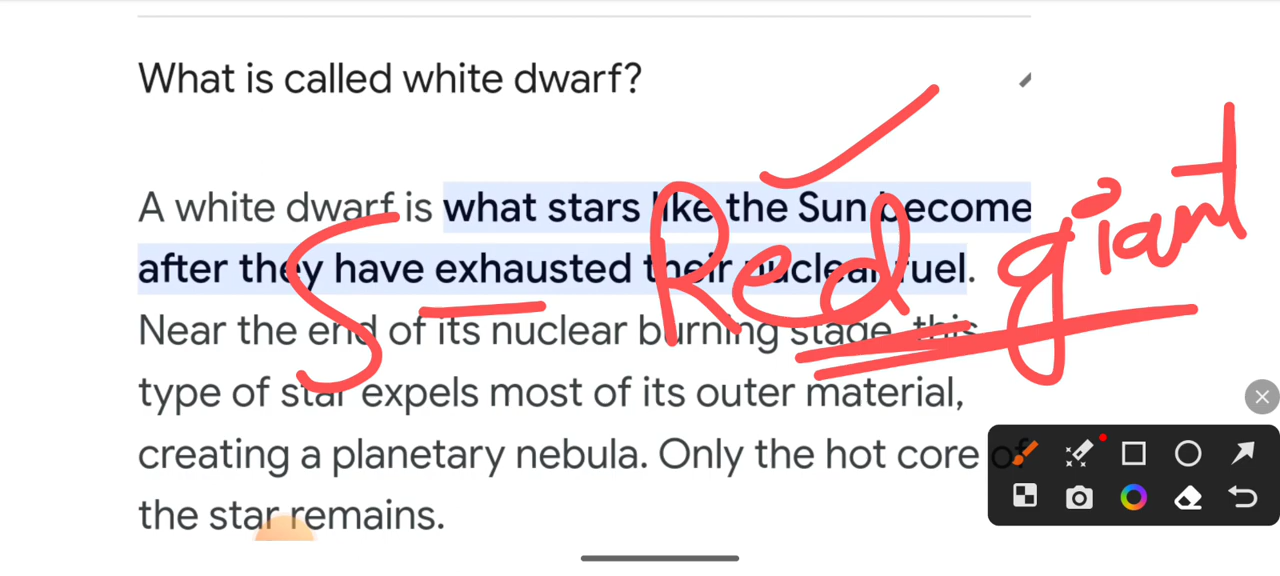 What is called white dwarf?
A white dwarf is what stars like the Sun become
after they have exhausted their nuclear fuel.
S — Red giant
Near the end of its nuclear burning stage, this
type of star expels most of its outer material,
creating a planetary nebula. Only the hot core of
the star remains.